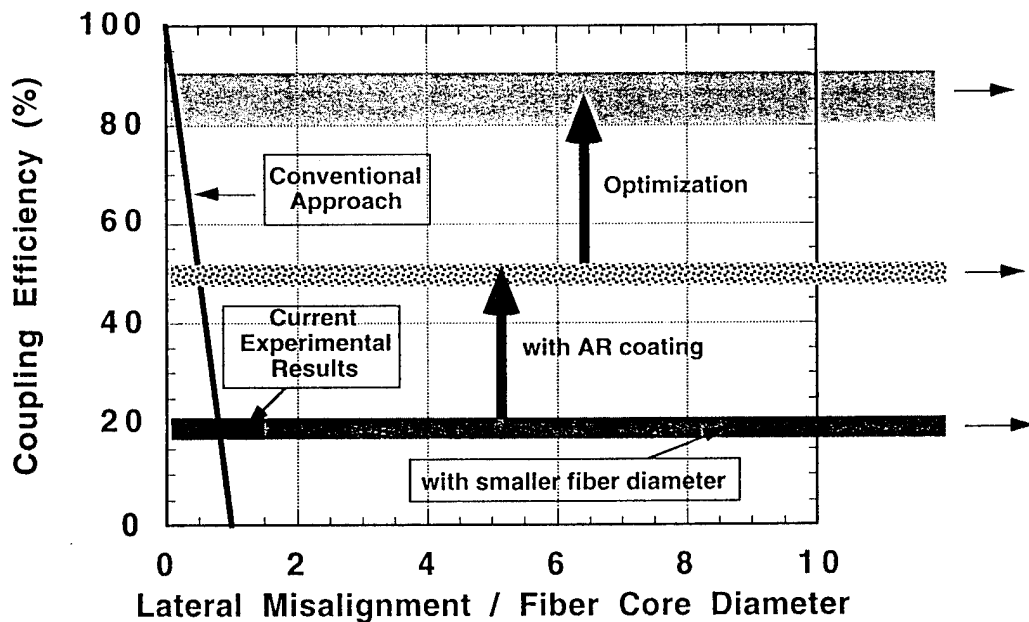 Coupling Efficiency (%)
100
80
60
40
20
0
Conventional
Approach
Optimization
Current
Experimental
Results
with AR coating
with smaller fiber diameter
0 2 4 6 8 10
Lateral Misalignment / Fiber Core Diameter